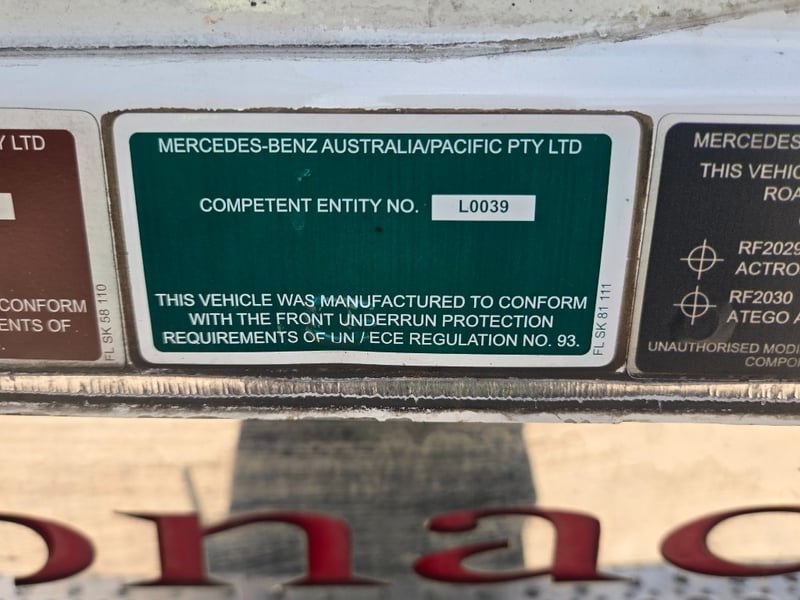 Y LTD
CONFORM
ENTS OF
FL SK 58 110
MERCEDES-BENZ AUSTRALIA/PACIFIC PTY LTD
COMPETENT ENTITY NO. L0039
THIS VEHICLE WAS MANUFACTURED TO CONFORM
WITH THE FRONT UNDERRUN PROTECTION
REQUIREMENTS OF UN / ECE REGULATION NO. 93.
FL SK 81 111
MERCEDES
THIS VEHIC
ROA
RF2029
ACTRO
RF2030
ATEGO A
UNAUTHORISED MODI
COMPO
onac